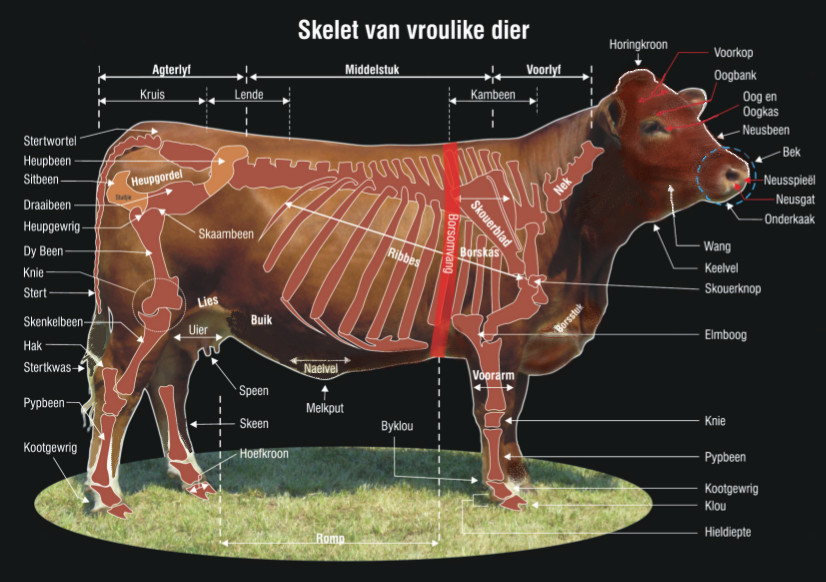 Skelet van vroulike dier
Horingkroon
Voorkop
Oogbank
Oog en
Oogkas
Neusbeen
Bek
Neusspieël
Neusgat
Onderkaak
Wang
Keelvel
Skouerknop
Elmboog
Knie
Pypbeen
Kootgewrig
Klou
Hieldiepte
Agterlyf
Middelstuk
Voorlyf
Kruis
Lende
Kambeen
Stertwortel
Heupbeen
Sitbeen
Draaibeen
Heupgewrig
Dy Been
Knie
Stert
Skenkelbeen
Hak
Stertkwas
Pypbeen
Kootgewrig
Heupgordel
Skaambeen
Lies
Uier
Buik
Speen
Skeen
Hoefkroon
Naelvel
Melkput
Ribbes
Borsomvang
Borskas
Skouerblad
Nek
Borsstuk
Voorarm
Byklou
Romp